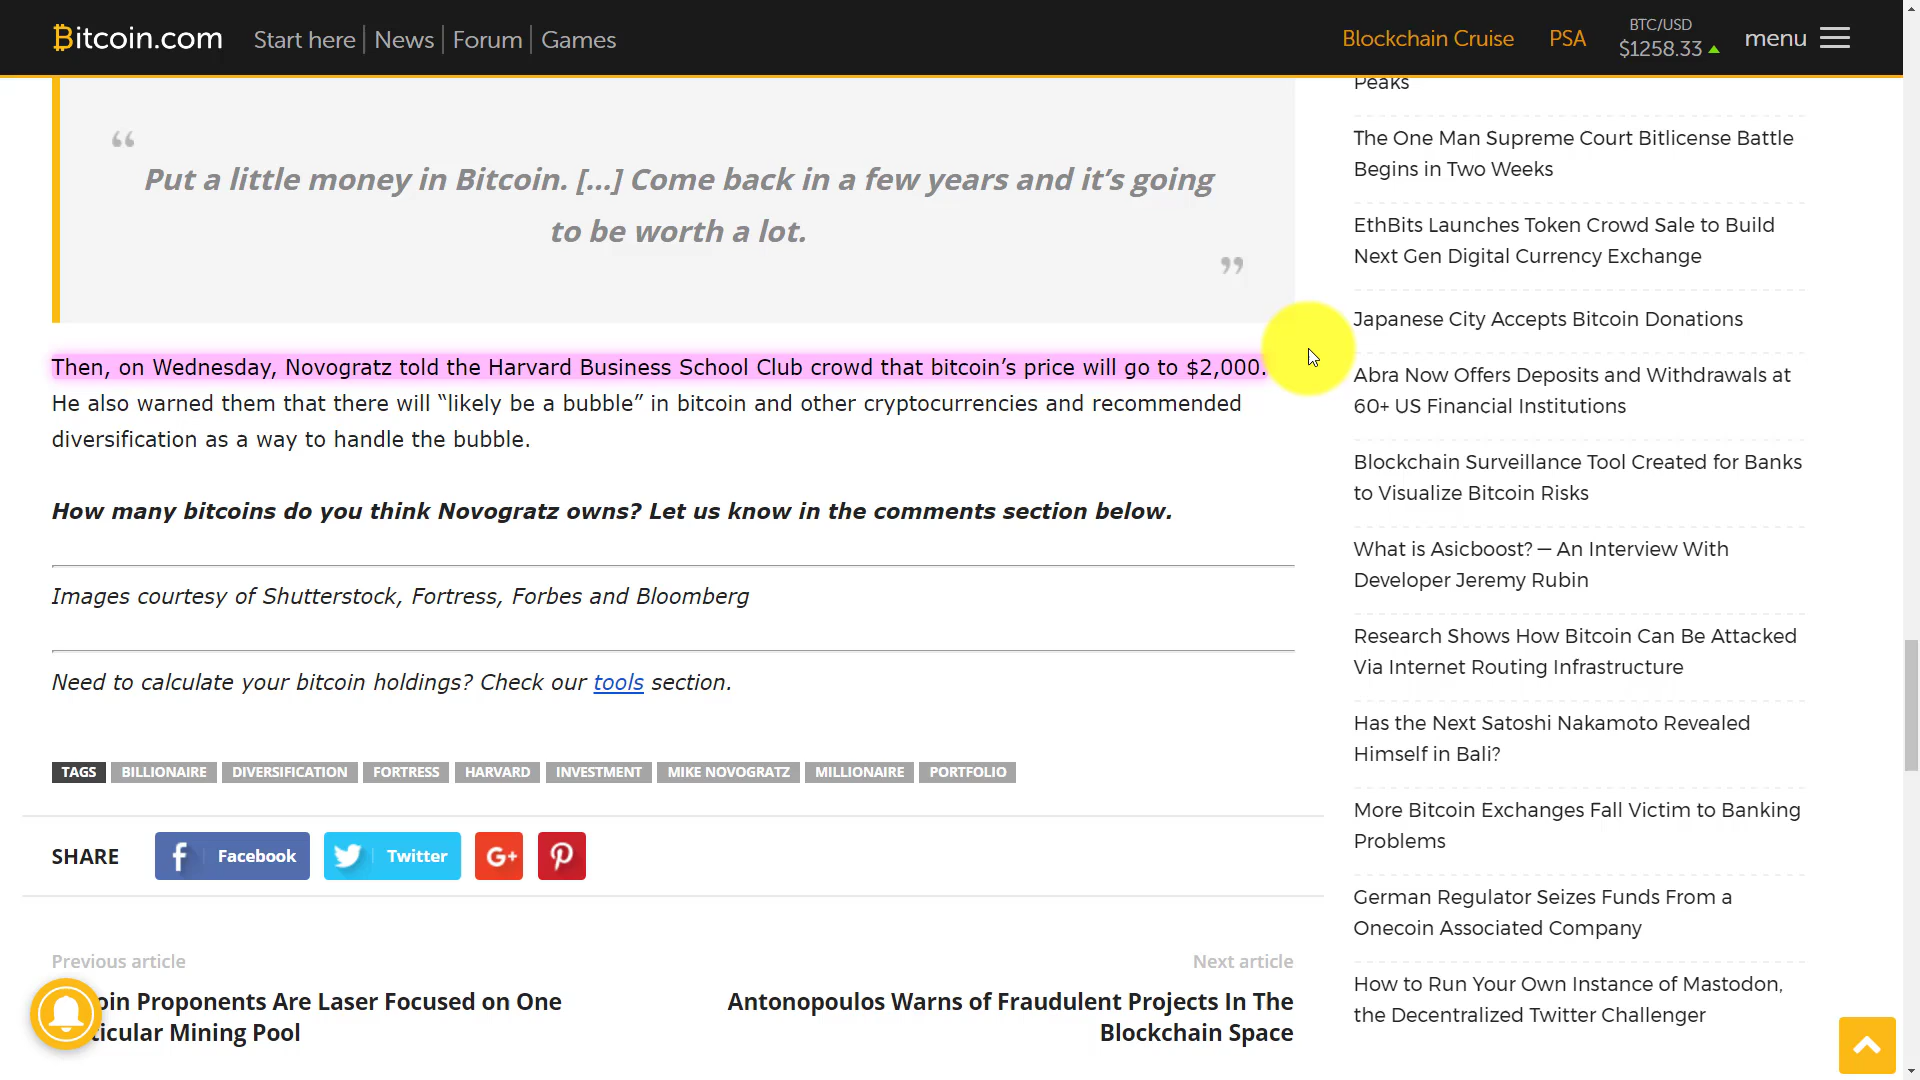 Bitcoin.com
Start here
News
Forum
Games
Blockchain Cruise
PSA
BTC/USD
$1258.33
menu
“
Put a little money in Bitcoin. [...] Come back in a few years and it’s going
to be worth a lot.
”
Then, on Wednesday, Novogratz told the Harvard Business School Club crowd that bitcoin’s price will go to $2,000.
He also warned them that there will “likely be a bubble” in bitcoin and other cryptocurrencies and recommended
diversification as a way to handle the bubble.
How many bitcoins do you think Novogratz owns? Let us know in the comments section below.
Images courtesy of Shutterstock, Fortress, Forbes and Bloomberg
Need to calculate your bitcoin holdings? Check our tools section.
TAGS BILLIONAIRE DIVERSIFICATION FORTRESS HARVARD INVESTMENT MIKE NOVOGRATZ MILLIONAIRE PORTFOLIO
SHARE
Facebook
Twitter
G+
Previous article
oin Proponents Are Laser Focused on One
ticular Mining Pool
Next article
Antonopoulos Warns of Fraudulent Projects In The
Blockchain Space
Peaks
The One Man Supreme Court Bitlicense Battle
Begins in Two Weeks
EthBits Launches Token Crowd Sale to Build
Next Gen Digital Currency Exchange
Japanese City Accepts Bitcoin Donations
Abra Now Offers Deposits and Withdrawals at
60+ US Financial Institutions
Blockchain Surveillance Tool Created for Banks
to Visualize Bitcoin Risks
What is Asicboost? — An Interview With
Developer Jeremy Rubin
Research Shows How Bitcoin Can Be Attacked
Via Internet Routing Infrastructure
Has the Next Satoshi Nakamoto Revealed
Himself in Bali?
More Bitcoin Exchanges Fall Victim to Banking
Problems
German Regulator Seizes Funds From a
Onecoin Associated Company
How to Run Your Own Instance of Mastodon,
the Decentralized Twitter Challenger